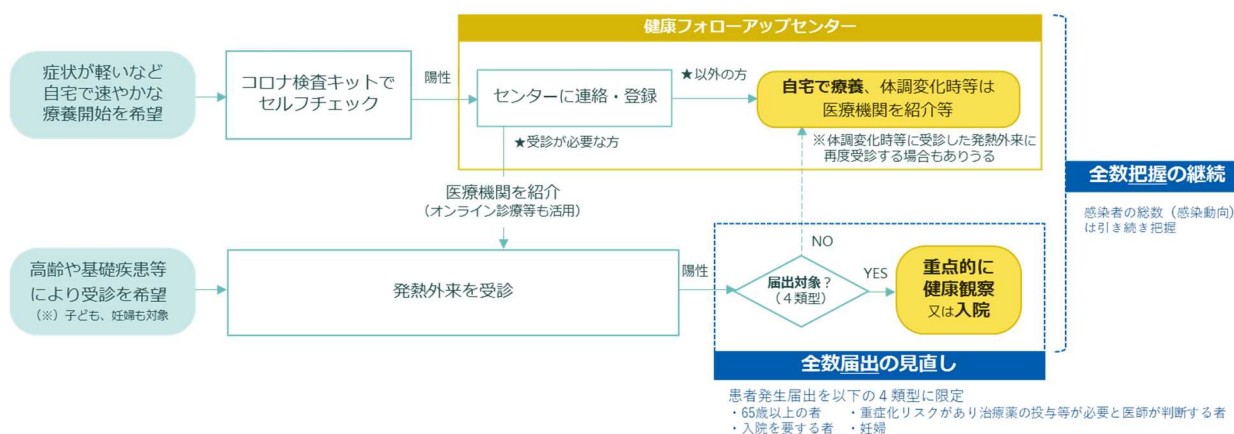 健康フォローアップセンター
症状が軽いなど
自宅で速やかな
療養開始を希望
コロナ検査キットで
セルフチェック
陽性
センターに連絡・登録
★以外の方
自宅で療養、体調変化時等は
医療機関を紹介等
※体調変化時等に受診した発熱外来に
再度受診する場合もありうる
★受診が必要な方
医療機関を紹介
（オンライン診療等も活用）
全数把握の継続
感染者の総数（感染動向）
は引き続き把握
高齢や基礎疾患等
により受診を希望
（※）子ども、妊婦も対象
発熱外来を受診
陽性
届出対象？
（４類型）
NO
YES
重点的に
健康観察
又は入院
全数届出の見直し
患者発生届出を以下の４類型に限定
・65歳以上の者　・重症化リスクがあり治療薬の投与等が必要と医師が判断する者
・入院を要する者　・妊婦